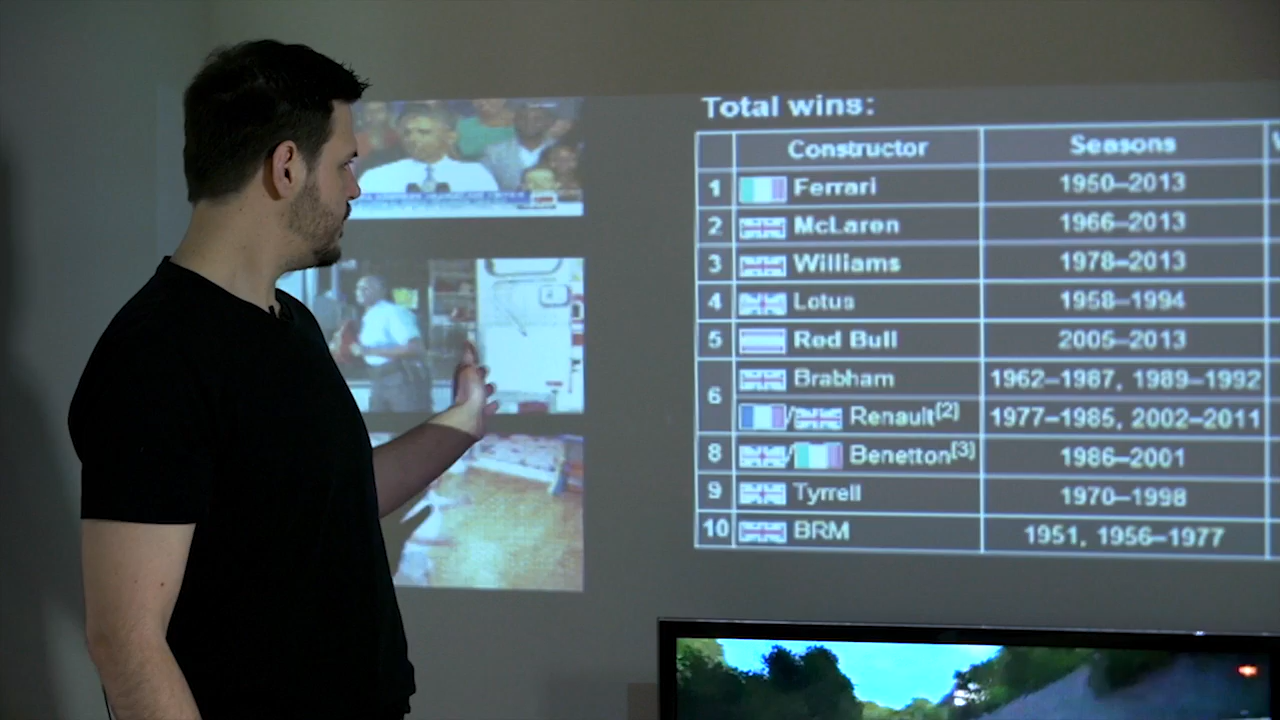 Total wins:
Constructor Seasons
1 Ferrari 1950–2013
2 McLaren 1966–2013
3 Williams 1978–2013
4 Lotus 1958–1994
5 Red Bull 2005–2013
6 Brabham 1962–1987, 1989–1992
/ Renault[2] 1977–1985, 2002–2011
8 / Benetton[3] 1986–2001
9 Tyrrell 1970–1998
10 BRM 1951, 1956–1977